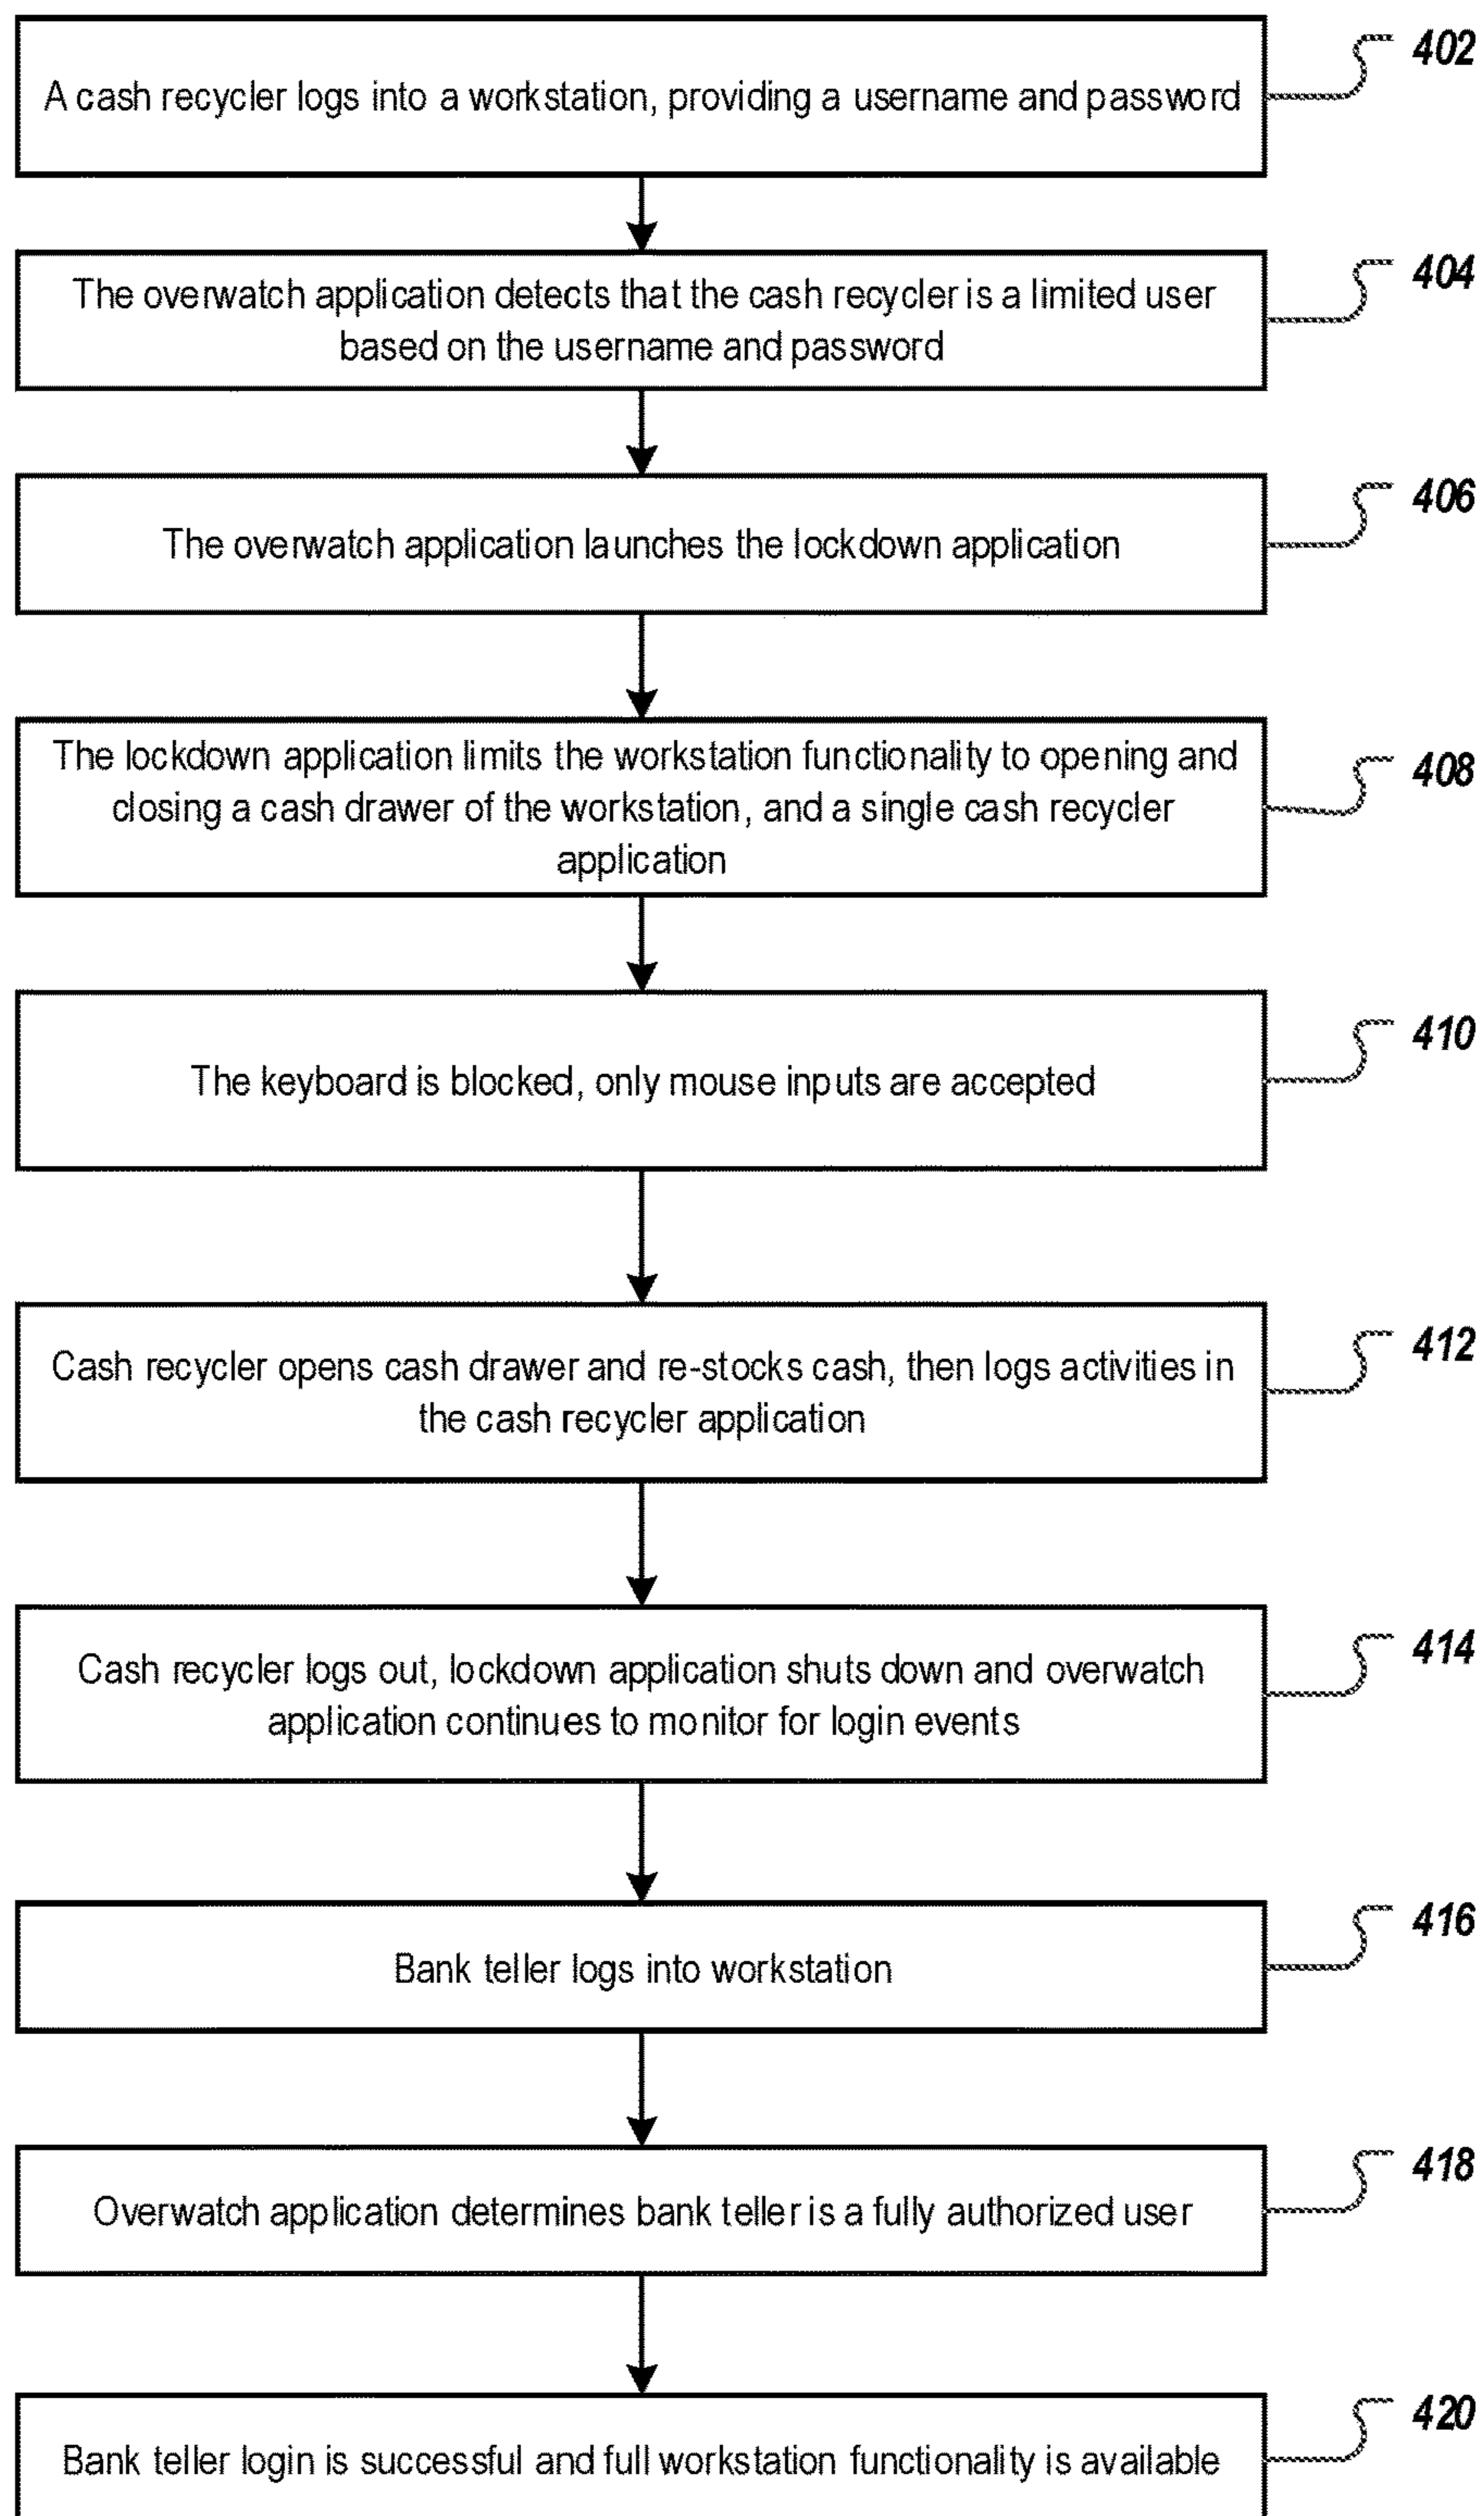 A cash recycler logs into a workstation, providing a username and password
402
The overwatch application detects that the cash recycler is a limited user
based on the username and password
404
The overwatch application launches the lockdown application
406
The lockdown application limits the workstation functionality to opening and
closing a cash drawer of the workstation, and a single cash recycler
application
408
The keyboard is blocked, only mouse inputs are accepted
410
Cash recycler opens cash drawer and re-stocks cash, then logs activities in
the cash recycler application
412
Cash recycler logs out, lockdown application shuts down and overwatch
application continues to monitor for login events
414
Bank teller logs into workstation
416
Overwatch application determines bank teller is a fully authorized user
418
Bank teller login is successful and full workstation functionality is available
420